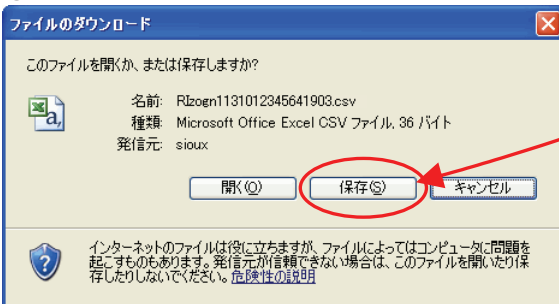 ファイルのダウンロード
このファイルを開くか、または保存しますか?
名前: RIzogn1131012345641903.csv
種類: Microsoft Office Excel CSV ファイル, 36 バイト
発信元: sioux
開く(O) 保存(S) キャンセル
インターネットのファイルは役に立ちますが、ファイルによってはコンピュータに問題を
起こすものもあります。発信元が信頼できない場合は、このファイルを開いたり保
存したりしないでください。危険性の説明